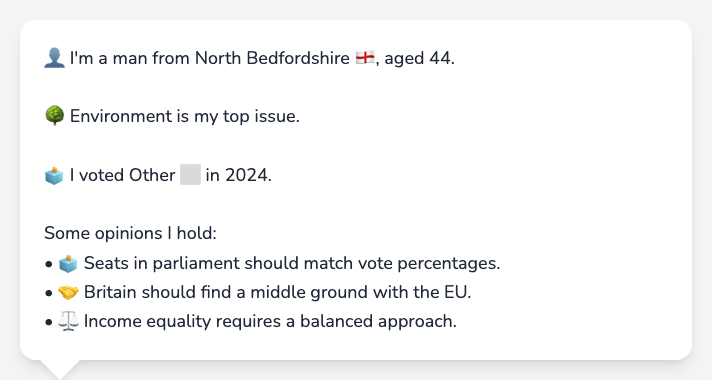 👤 I'm a man from North Bedfordshire 🏴󠁧󠁢󠁥󠁮󠁧󠁿, aged 44.
🌳 Environment is my top issue.
🗳️ I voted Other ⬜ in 2024.
Some opinions I hold:
• 🗳️ Seats in parliament should match vote percentages.
• 🤝 Britain should find a middle ground with the EU.
• ⚖️ Income equality requires a balanced approach.